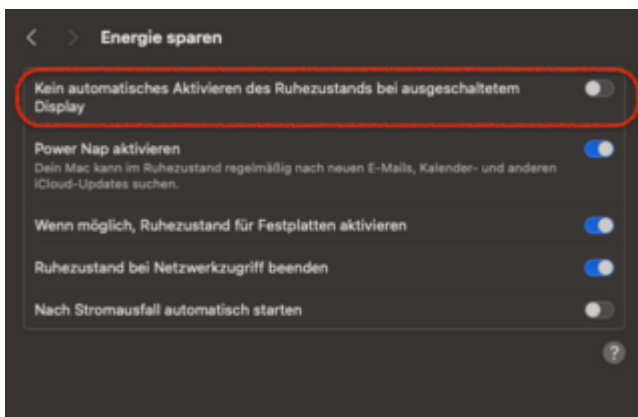 Energie sparen
Kein automatisches Aktivieren des Ruhezustands bei ausgeschaltetem
Display
Power Nap aktivieren
Dein Mac kann im Ruhezustand regelmäßig nach neuen E-Mails, Kalender- und anderen
iCloud-Updates suchen.
Wenn möglich, Ruhezustand für Festplatten aktivieren
Ruhezustand bei Netzwerkzugriff beenden
Nach Stromausfall automatisch starten
?